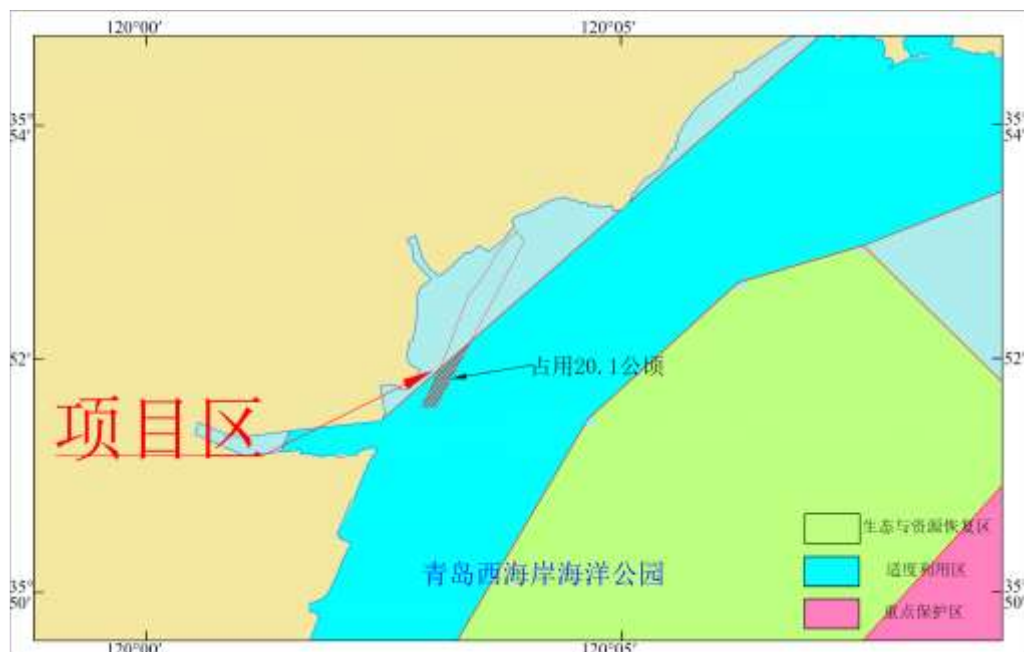 120°00′ 120°05′
35° 35°
54′ 54′
52′ 52′
占用20.1公顷
项目区
生态与资源恢复区
青岛西海岸海洋公园
适度利用区
35° 35°
50′ 50′
重点保护区
120°00′ 120°05′